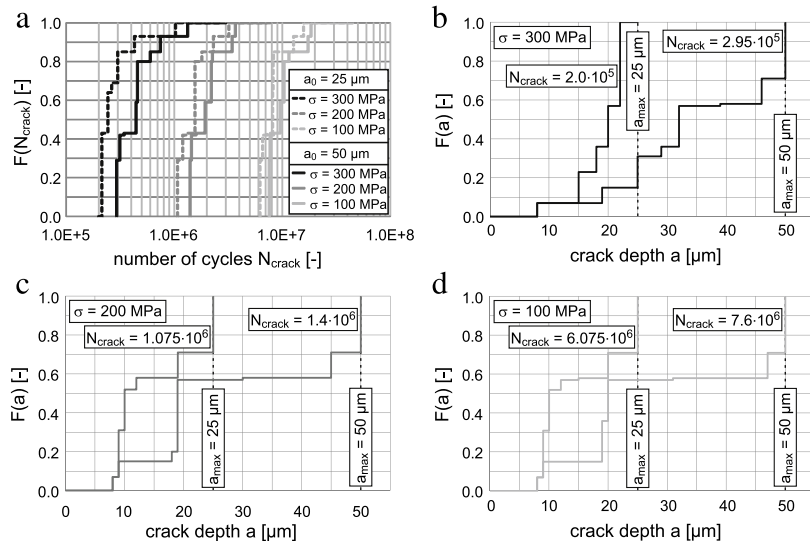 a
F(N_crack) [-]
1.0
0.8
0.6
0.4
0.2
0.0
a₀ = 25 µm
σ = 300 MPa
σ = 200 MPa
σ = 100 MPa
a₀ = 50 µm
σ = 300 MPa
σ = 200 MPa
σ = 100 MPa
1.0E+5 1.0E+6 1.0E+7 1.0E+8
number of cycles N_crack [-]
b
F(a) [-]
1.0
0.8
0.6
0.4
0.2
0.0
σ = 300 MPa
N_crack = 2.95·10⁵
N_crack = 2.0·10⁵
a_max = 25 µm
a_max = 50 µm
0 10 20 30 40 50
crack depth a [µm]
c
F(a) [-]
1.0
0.8
0.6
0.4
0.2
0.0
σ = 200 MPa
N_crack = 1.4·10⁶
N_crack = 1.075·10⁶
a_max = 25 µm
a_max = 50 µm
0 10 20 30 40 50
crack depth a [µm]
d
F(a) [-]
1.0
0.8
0.6
0.4
0.2
0.0
σ = 100 MPa
N_crack = 7.6·10⁶
N_crack = 6.075·10⁶
a_max = 25 µm
a_max = 50 µm
0 10 20 30 40 50
crack depth a [µm]